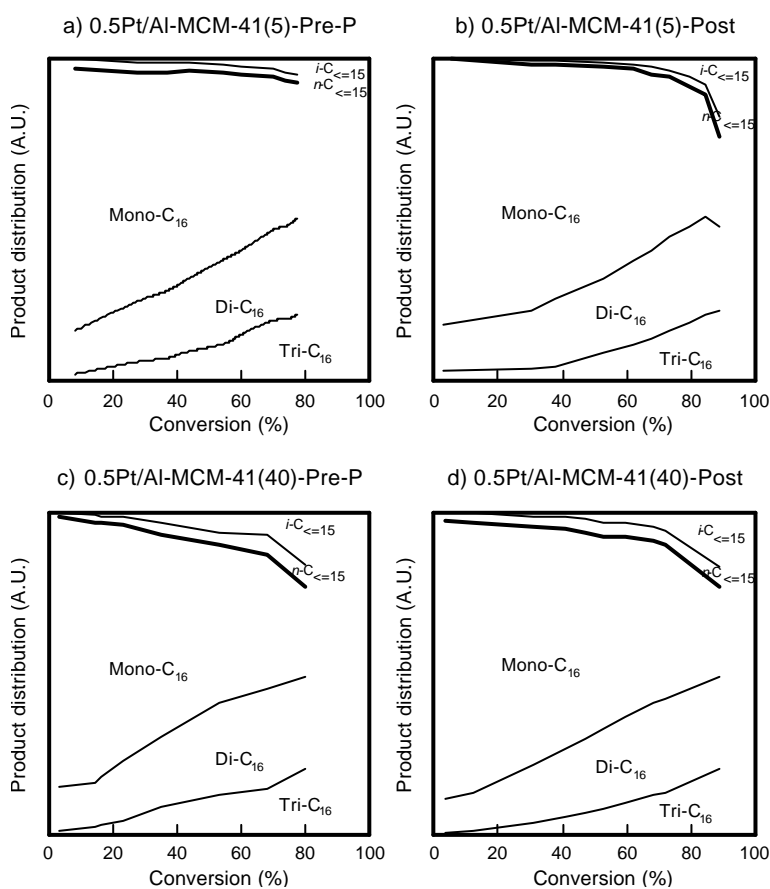 a) 0.5Pt/Al-MCM-41(5)-Pre-P
Product distribution (A.U.)
i-C<=15
n-C<=15
Mono-C16
Di-C16
Tri-C16
0 20 40 60 80 100
Conversion (%)
b) 0.5Pt/Al-MCM-41(5)-Post
Product distribution (A.U.)
i-C<=15
n-C<=15
Mono-C16
Di-C16
Tri-C16
0 20 40 60 80 100
Conversion (%)
c) 0.5Pt/Al-MCM-41(40)-Pre-P
Product distribution (A.U.)
i-C<=15
n-C<=15
Mono-C16
Di-C16
Tri-C16
0 20 40 60 80 100
Conversion (%)
d) 0.5Pt/Al-MCM-41(40)-Post
Product distribution (A.U.)
i-C<=15
n-C<=15
Mono-C16
Di-C16
Tri-C16
0 20 40 60 80 100
Conversion (%)